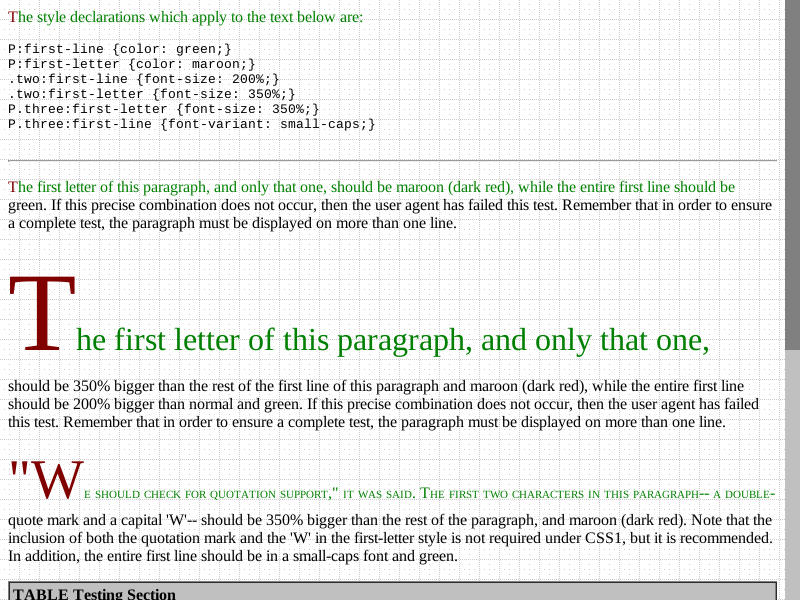 The style declarations which apply to the text below are:
P:first-line {color: green;}
P:first-letter {color: maroon;}
.two:first-line {font-size: 200%;}
.two:first-letter {font-size: 350%;}
P.three:first-letter {font-size: 350%;}
P.three:first-line {font-variant: small-caps;}
The first letter of this paragraph, and only that one, should be maroon (dark red), while the entire first line should be
green. If this precise combination does not occur, then the user agent has failed this test. Remember that in order to ensure
a complete test, the paragraph must be displayed on more than one line.
The first letter of this paragraph, and only that one,
should be 350% bigger than the rest of the first line of this paragraph and maroon (dark red), while the entire first line
should be 200% bigger than normal and green. If this precise combination does not occur, then the user agent has failed
this test. Remember that in order to ensure a complete test, the paragraph must be displayed on more than one line.
"We should check for quotation support," it was said. The first two characters in this paragraph-- a double-
quote mark and a capital 'W'-- should be 350% bigger than the rest of the paragraph, and maroon (dark red). Note that the
inclusion of both the quotation mark and the 'W' in the first-letter style is not required under CSS1, but it is recommended.
In addition, the entire first line should be in a small-caps font and green.
TABLE Testing Section